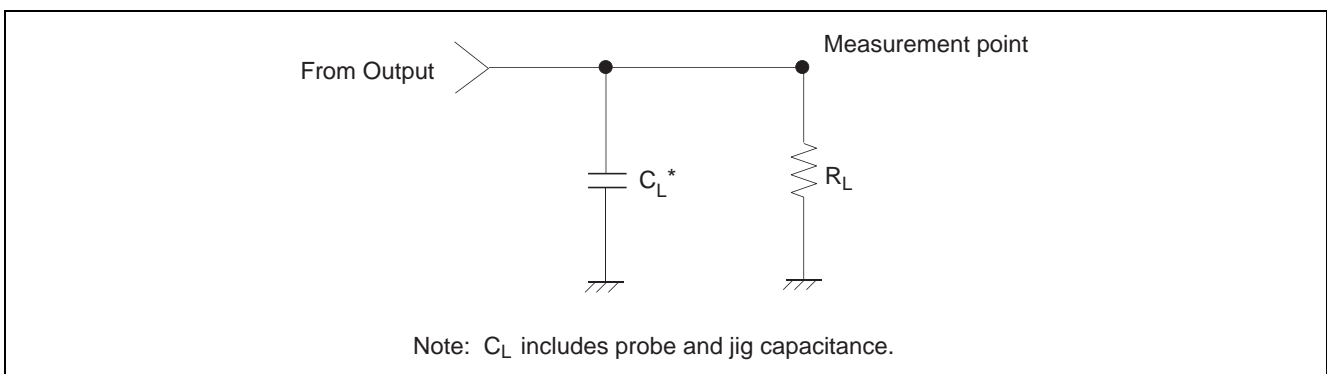 Measurement point
From Output
C_L*
R_L
Note: C_L includes probe and jig capacitance.